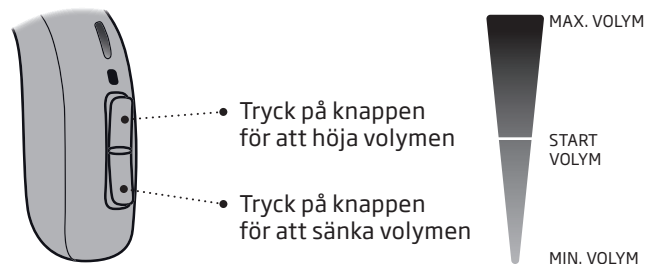 MAX. VOLYM
Tryck på knappen
för att höja volymen
START
VOLYM
Tryck på knappen
för att sänka volymen
MIN. VOLYM